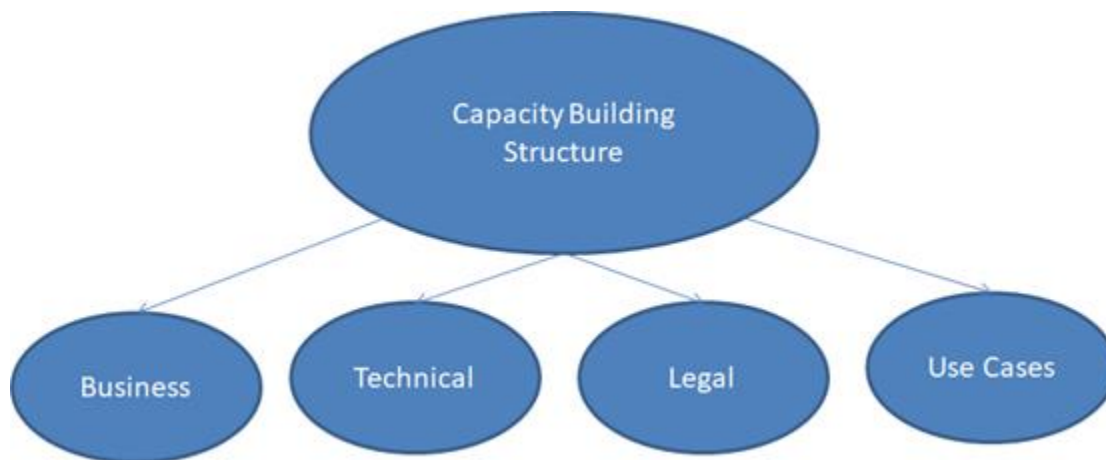 Capacity Building
Structure
Business
Technical
Legal
Use Cases